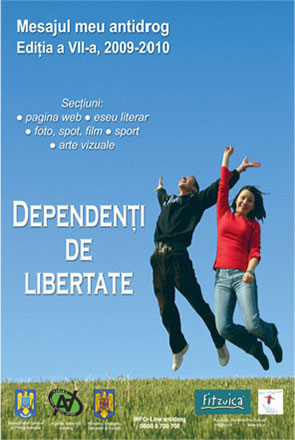 Mesajul meu antidrog
Ediția a VII-a, 2009-2010
Secțiuni:
● pagina web ● eseu literar
● foto, spot, film ● sport
● arte vizuale
DEPENDENȚI
DE
LIBERTATE
Fitzuica
INFO-Line antidrog
0800 8 700 700